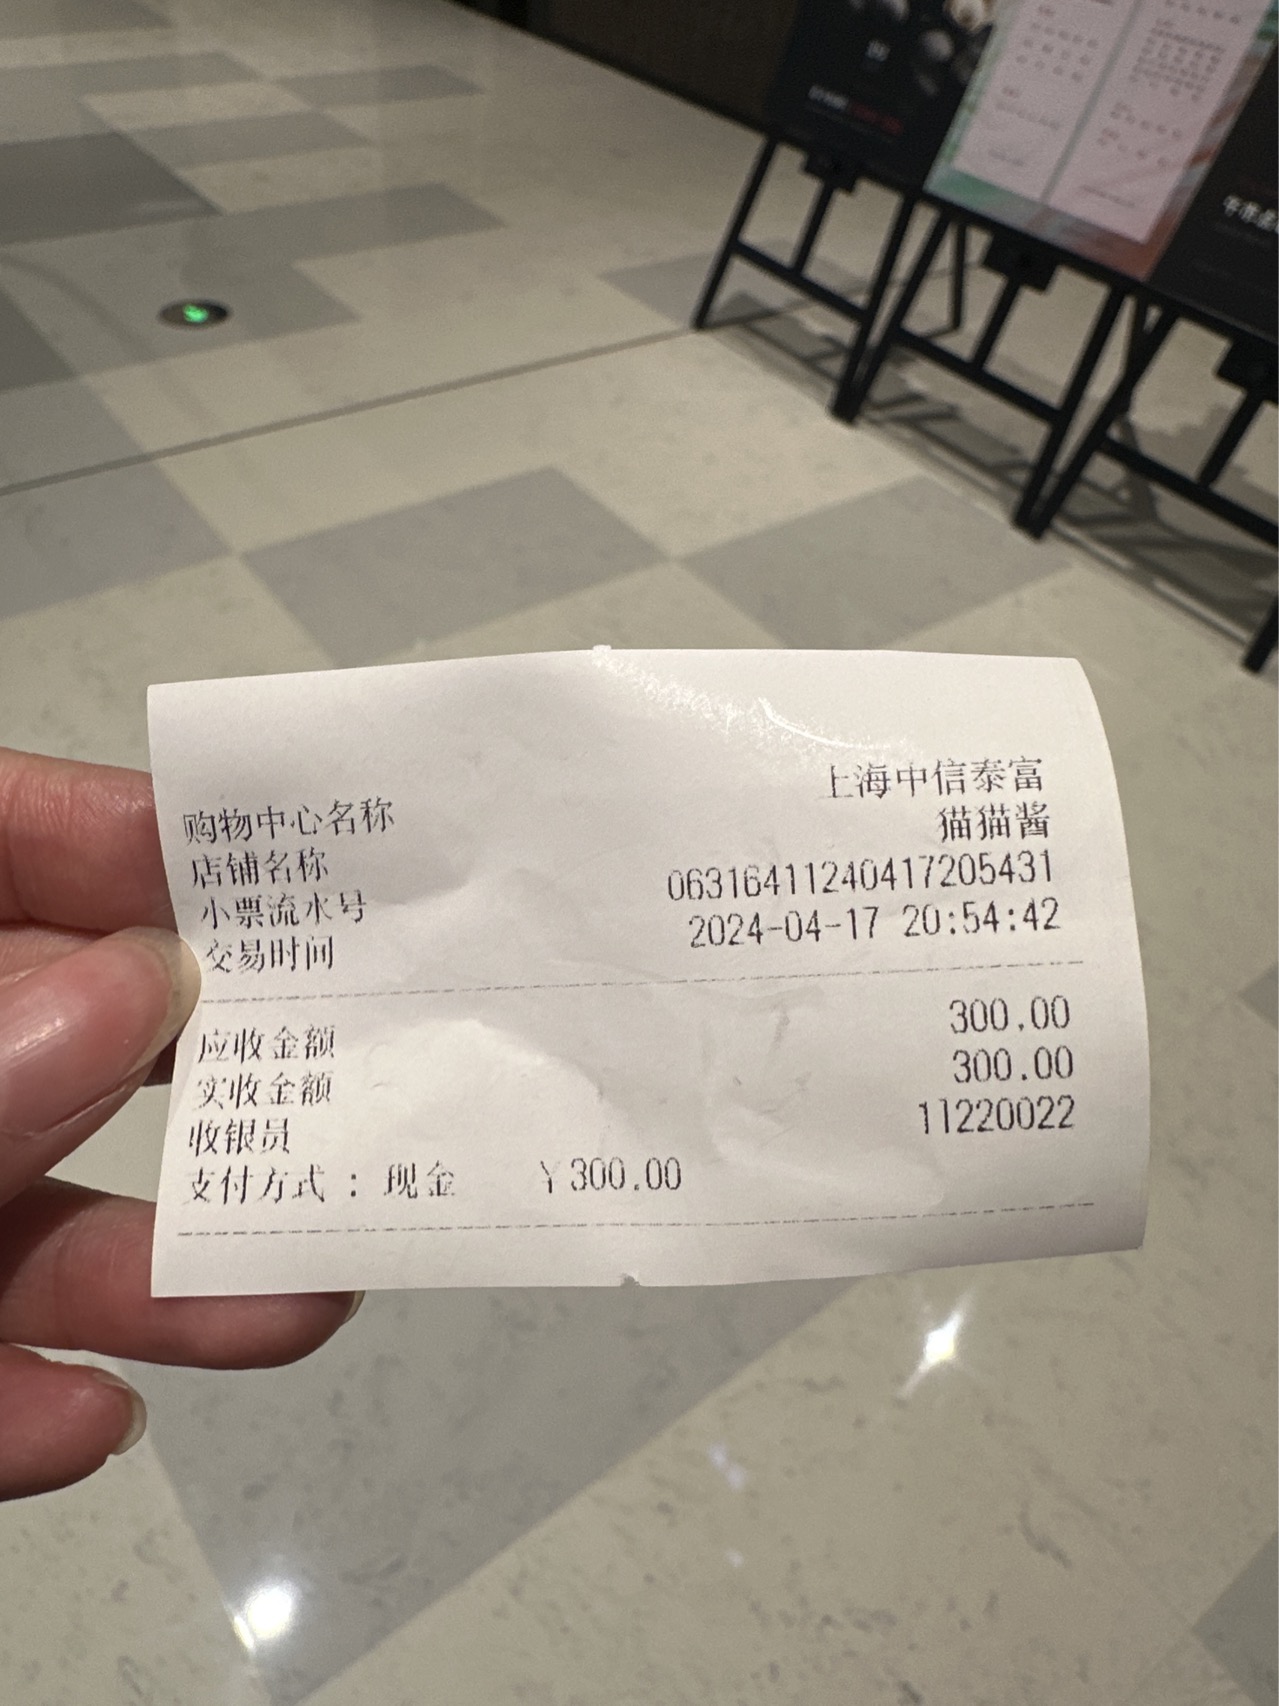 购物中心名称 上海中信泰富
店铺名称 猫猫酱
小票流水号 06316411240417205431
交易时间 2024-04-17 20:54:42
应收金额 300.00
实收金额 300.00
收银员 11220022
支付方式：现金 ¥300.00